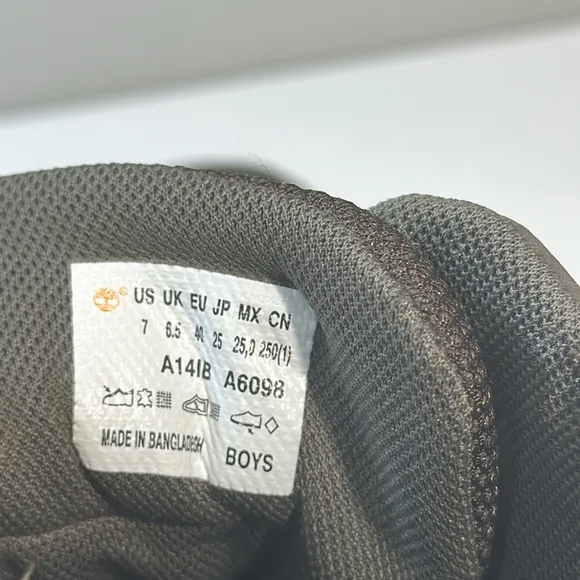 US UK EU JP MX CN
7 6.5 40 25 25,0 250(1)
A14IB A6098
MADE IN BANGLADESH
BOYS